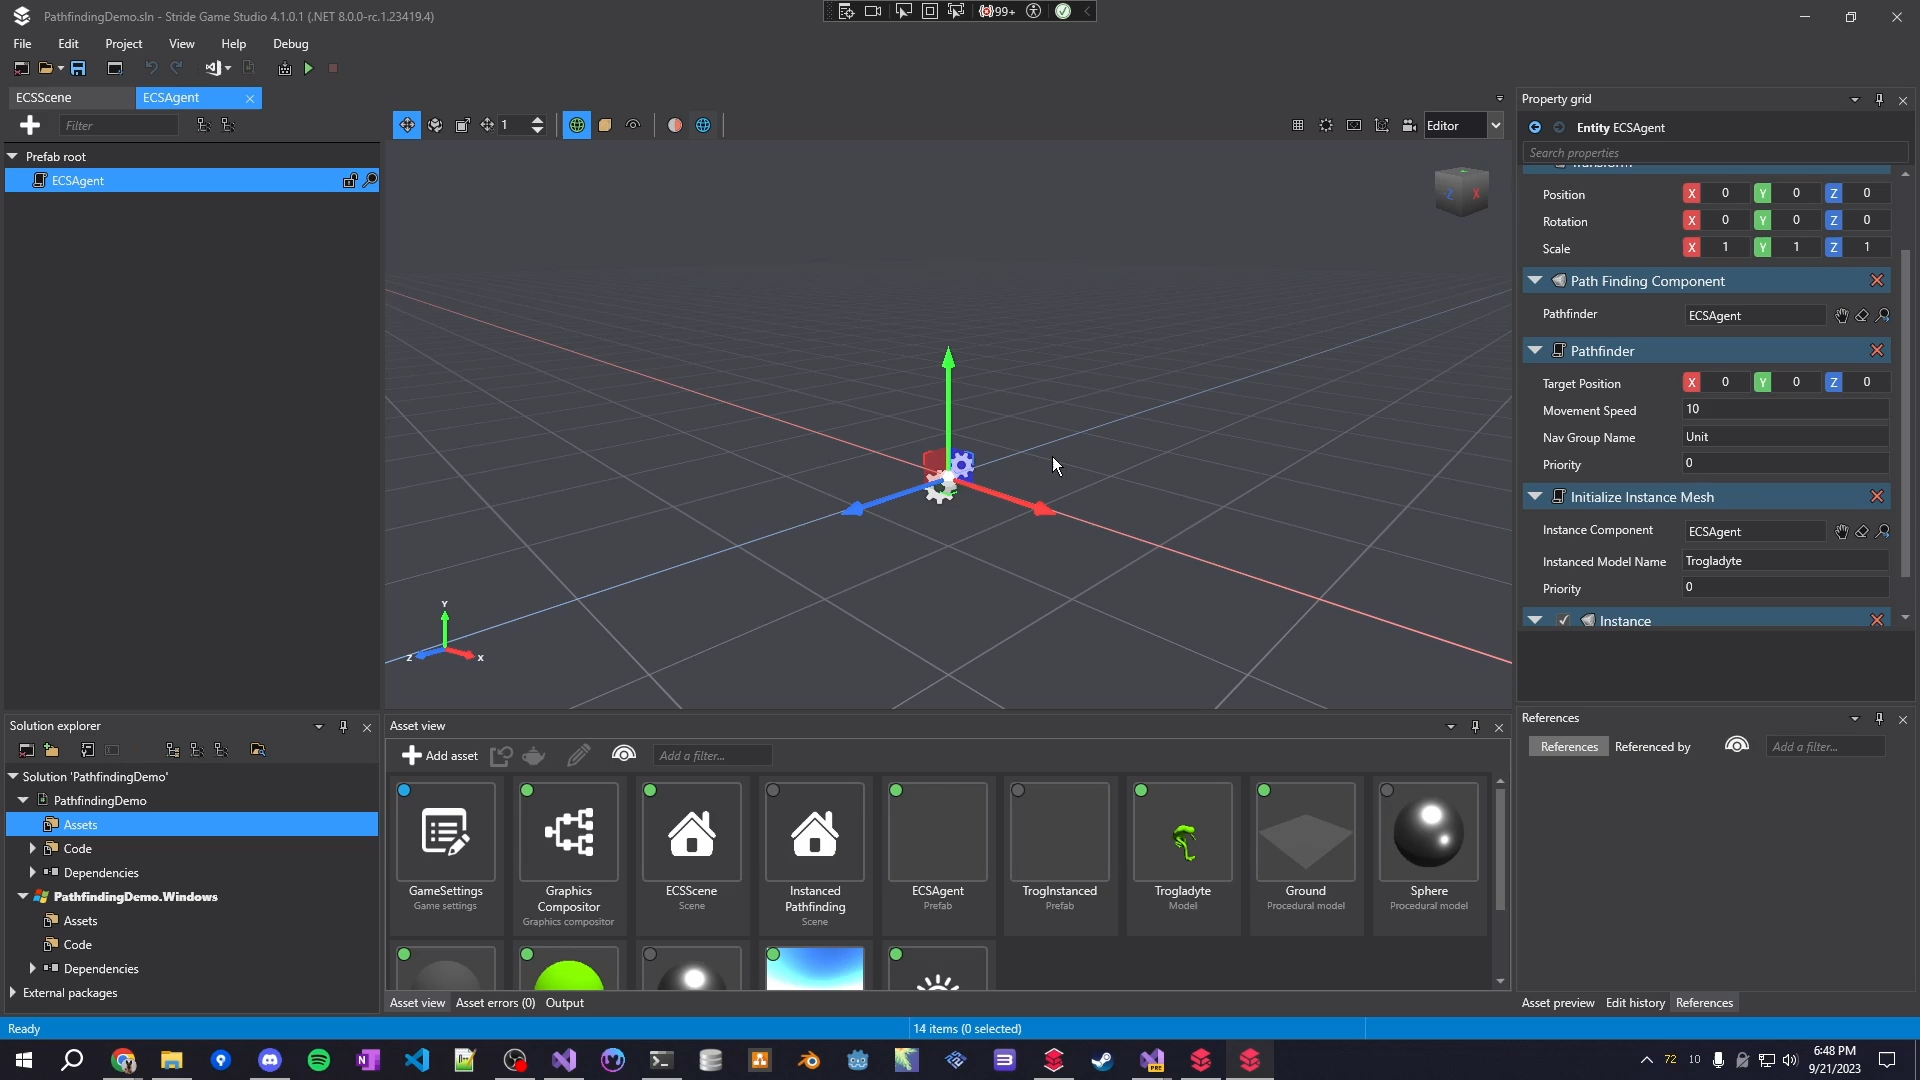 PathfindingDemo.sln - Stride Game Studio 4.1.0.1 (.NET 8.0.0-rc.1.23419.4)
99+
File Edit Project View Help Debug
ECSScene ECSAgent
Filter
1
Editor
Prefab root
ECSAgent
Z X
Y
Z X
Property grid
Entity ECSAgent
Search properties
Transform
Position X 0 Y 0 Z 0
Rotation X 0 Y 0 Z 0
Scale X 1 Y 1 Z 1
Path Finding Component
Pathfinder ECSAgent
Pathfinder
Target Position X 0 Y 0 Z 0
Movement Speed 10
Nav Group Name Unit
Priority 0
Initialize Instance Mesh
Instance Component ECSAgent
Instanced Model Name Trogladyte
Priority 0
Instance
Solution explorer
Solution 'PathfindingDemo'
PathfindingDemo
Assets
Code
Dependencies
PathfindingDemo.Windows
Assets
Code
Dependencies
External packages
Asset view
Add asset Add a filter...
GameSettings
Game settings
Graphics Compositor
Graphics compositor
ECSScene
Scene
Instanced Pathfinding
Scene
ECSAgent
Prefab
TrogInstanced
Prefab
Trogladyte
Model
Ground
Procedural model
Sphere
Procedural model
Asset view Asset errors (0) Output
References
References Referenced by Add a filter...
Asset preview Edit history References
Ready 14 items (0 selected)
72 10
6:48 PM
9/21/2023